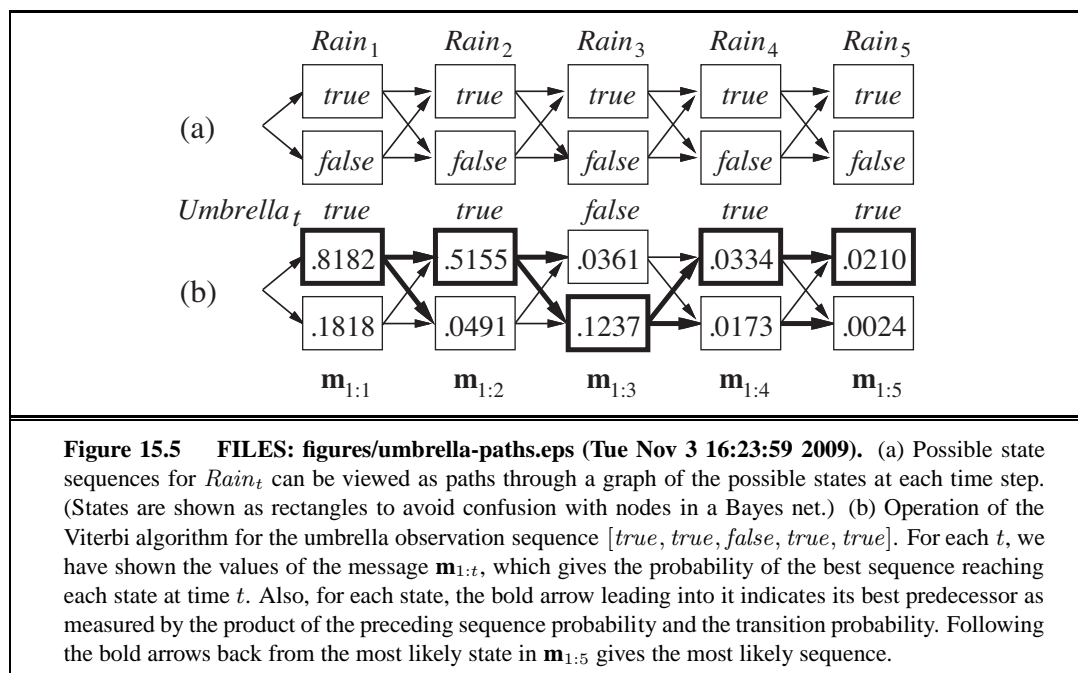 Rain₁ Rain₂ Rain₃ Rain₄ Rain₅
true true true true true
(a)
false false false false false
Umbrellaₜ true true false true true
.8182 .5155 .0361 .0334 .0210
(b)
.1818 .0491 .1237 .0173 .0024
m₁:₁ m₁:₂ m₁:₃ m₁:₄ m₁:₅
Figure 15.5 FILES: figures/umbrella-paths.eps (Tue Nov 3 16:23:59 2009). (a) Possible state
sequences for Rainₜ can be viewed as paths through a graph of the possible states at each time step.
(States are shown as rectangles to avoid confusion with nodes in a Bayes net.) (b) Operation of the
Viterbi algorithm for the umbrella observation sequence [true, true, false, true, true]. For each t, we
have shown the values of the message m₁:ₜ, which gives the probability of the best sequence reaching
each state at time t. Also, for each state, the bold arrow leading into it indicates its best predecessor as
measured by the product of the preceding sequence probability and the transition probability. Following
the bold arrows back from the most likely state in m₁:₅ gives the most likely sequence.